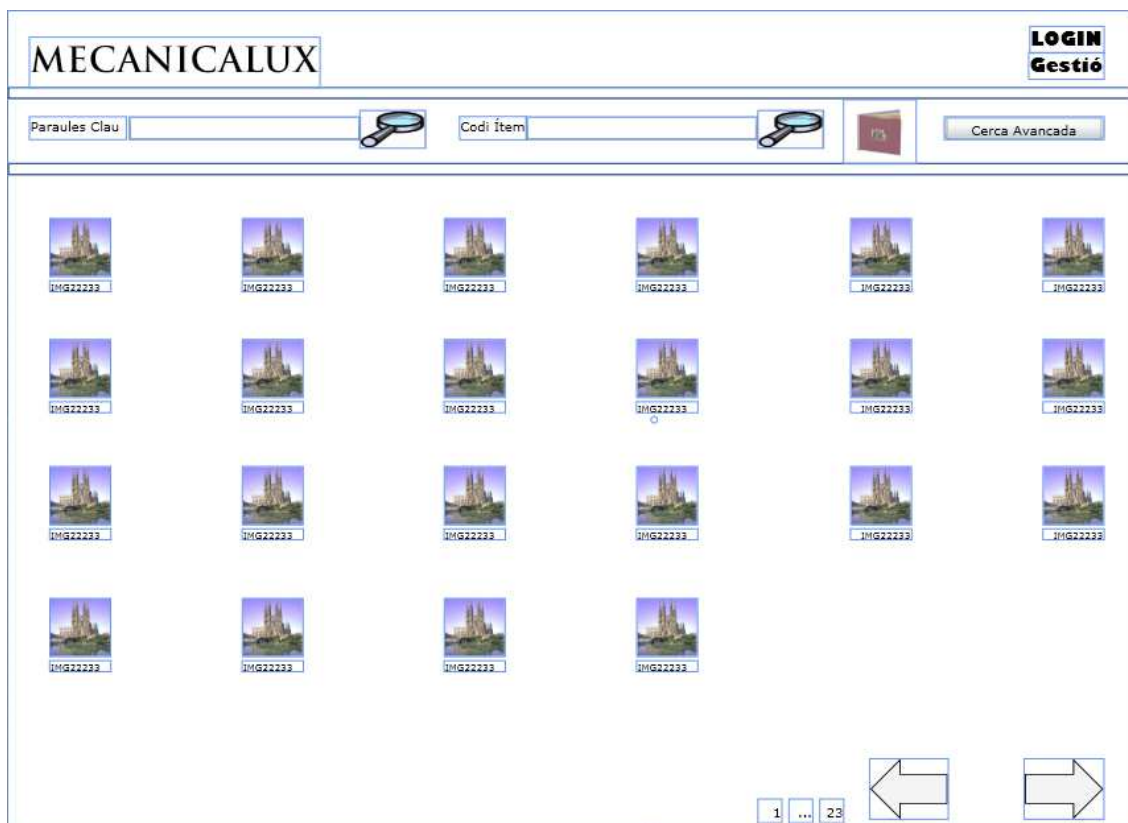 MECANICALUX
LOGIN
Gestió
Paraules Clau
Codi Ítem
Cerca Avancada
IMG22233 IMG22233 IMG22233 IMG22233 IMG22233 IMG22233
IMG22233 IMG22233 IMG22233 IMG22233 IMG22233 IMG22233
IMG22233 IMG22233 IMG22233 IMG22233 IMG22233 IMG22233
IMG22233 IMG22233 IMG22233 IMG22233
1 ... 23